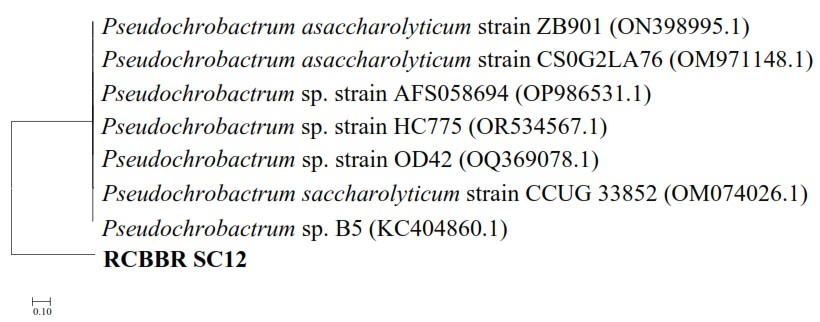 Pseudochrobactrum asaccharolyticum strain ZB901 (ON398995.1)
Pseudochrobactrum asaccharolyticum strain CS0G2LA76 (OM971148.1)
Pseudochrobactrum sp. strain AFS058694 (OP986531.1)
Pseudochrobactrum sp. strain HC775 (OR534567.1)
Pseudochrobactrum sp. strain OD42 (OQ369078.1)
Pseudochrobactrum saccharolyticum strain CCUG 33852 (OM074026.1)
Pseudochrobactrum sp. B5 (KC404860.1)
RCBBR SC12
0.10